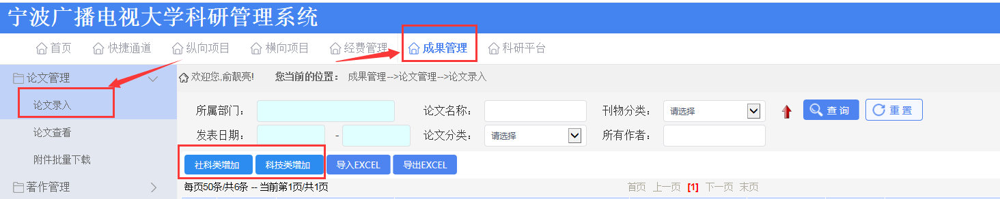 宁波广播电视大学科研管理系统
首页 快捷通道 纵向项目 横向项目 经费管理 成果管理 科研平台
论文管理
论文录入
论文查看
附件批量下载
著作管理
欢迎您,俞靓亮! 您当前的位置: 成果管理-->论文管理-->论文录入
所属部门: 论文名称: 刊物分类: 请选择 查 询 重 置
发表日期: - 论文分类: 请选择 所有作者:
社科类增加 科技类增加 导入EXCEL 导出EXCEL
每页50条/共6条 -- 当前第1页/共1页 首页 上一页 [1] 下一页 末页